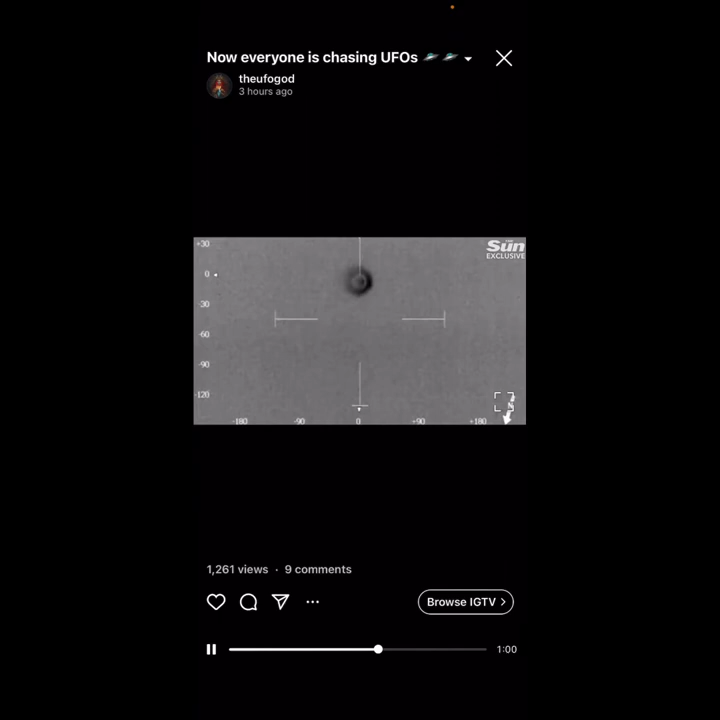 Now everyone is chasing UFOs
theufogod
3 hours ago
THE
Sun
EXCLUSIVE
+30
0
-30
-60
-90
-120
-180 -90 0 +90 +180
N
1,261 views · 9 comments
Browse IGTV
1:00